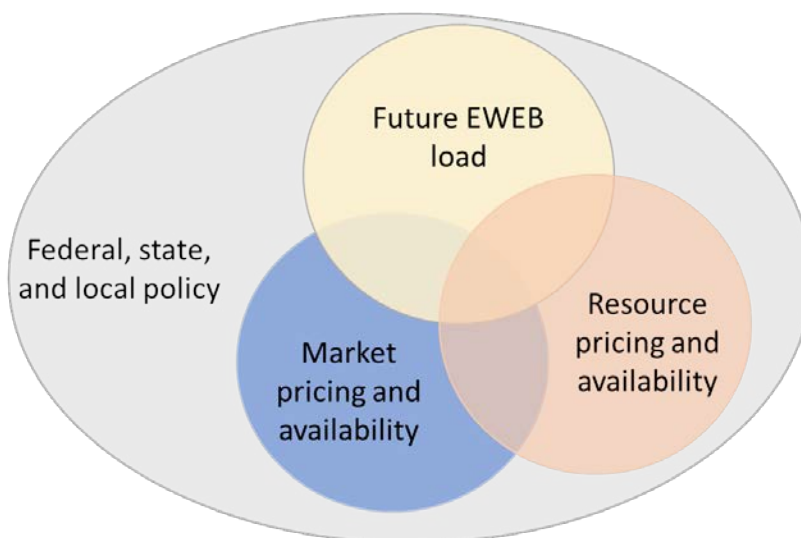 Future EWEB
load
Federal, state,
and local policy
Resource
pricing and
availability
Market
pricing and
availability